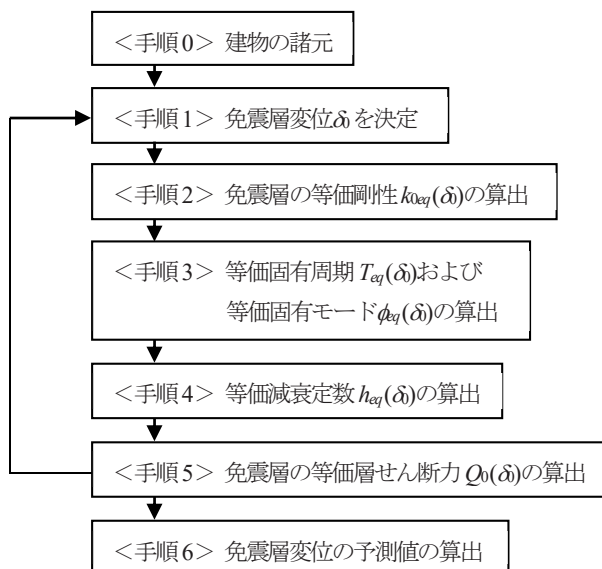 ＜手順0＞ 建物の諸元
＜手順1＞ 免震層変位δ0を決定
＜手順2＞ 免震層の等価剛性k0eq(δ0)の算出
＜手順3＞ 等価固有周期Teq(δ0)および
等価固有モードϕeq(δ0)の算出
＜手順4＞ 等価減衰定数heq(δ0)の算出
＜手順5＞ 免震層の等価層せん断力Q0(δ0)の算出
＜手順6＞ 免震層変位の予測値の算出